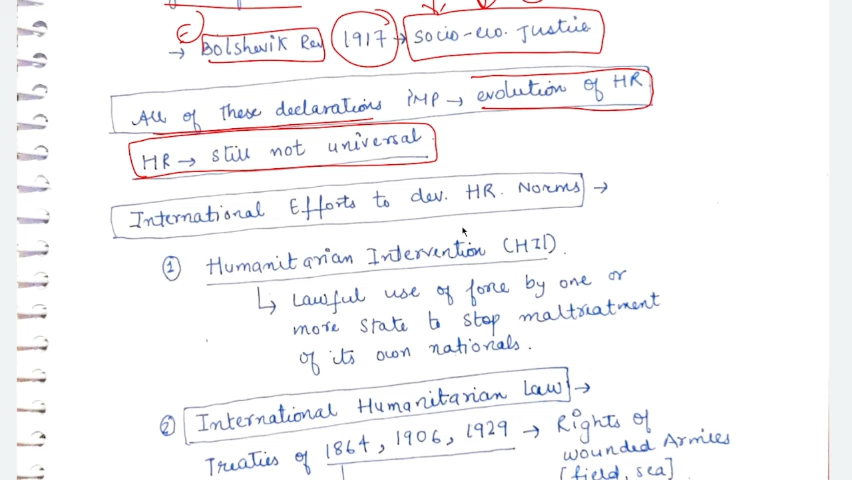 → Bolshevik Rev 1917 → socio-eco. Justice
All of these declarations imp → evolution of HR
HR → still not universal.
International Efforts to dev. HR. Norms →
① Humanitarian Intervention (HII).
↳ Lawful use of force by one or
more state to stop maltreatment
of its own nationals.
② International Humanitarian Law →
Treaties of 1864, 1906, 1929 → Rights of
wounded Armies
[field, sea]